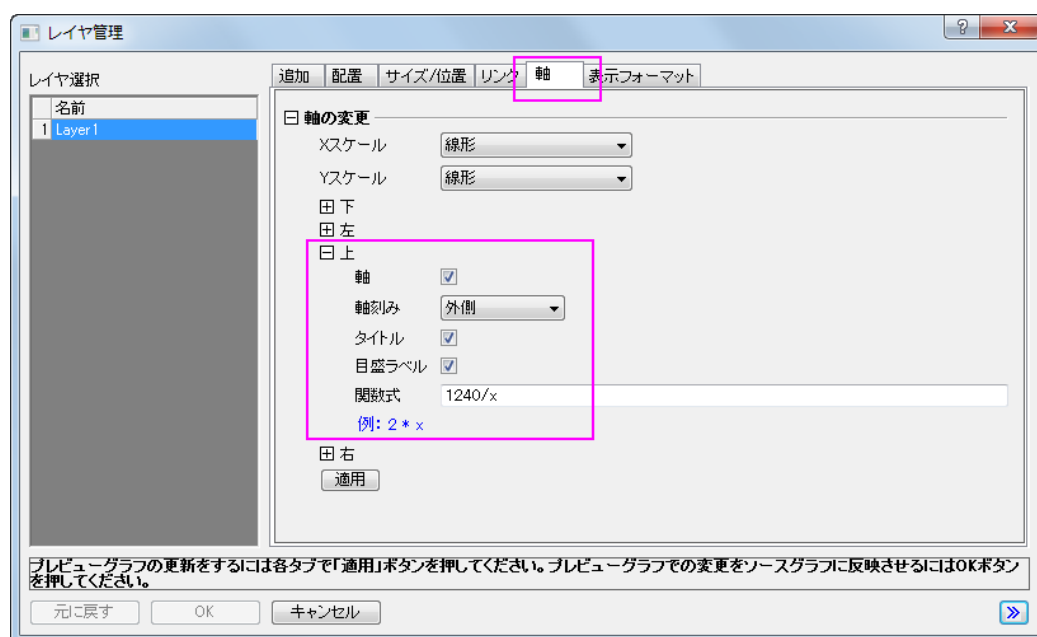 レイヤ管理
レイヤ選択
名前
1 Layer1
追加 配置 サイズ/位置 リンク 軸 表示フォーマット
軸の変更
Xスケール 線形
Yスケール 線形
下
左
上
軸
軸刻み 外側
タイトル
目盛ラベル
関数式 1240/x
例: 2 * x
右
適用
プレビューグラフの更新をするには各タブで「適用」ボタンを押してください。プレビューグラフでの変更をソースグラフに反映させるにはOKボタン
を押してください。
元に戻す OK キャンセル